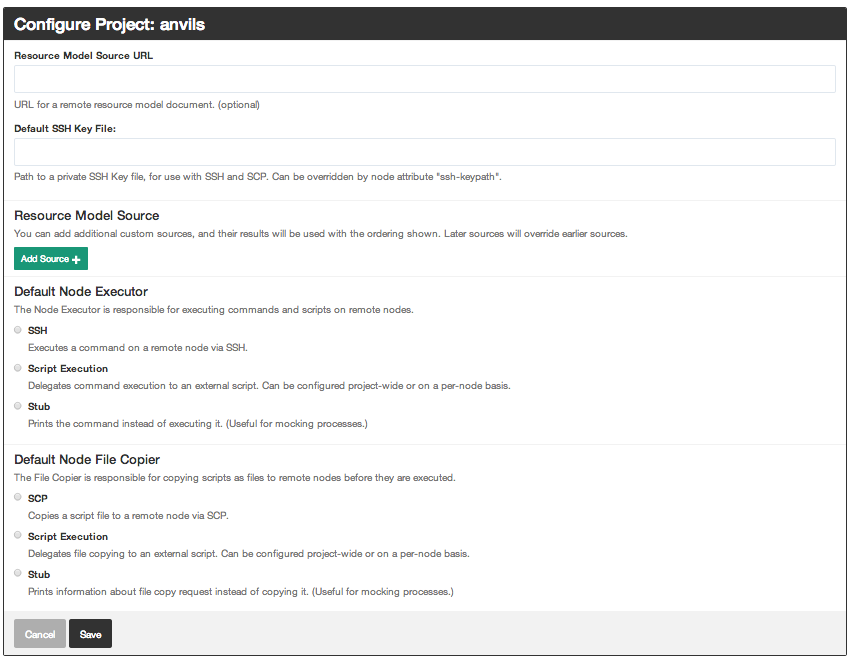 Configure Project: anvils
Resource Model Source URL
URL for a remote resource model document. (optional)
Default SSH Key File:
Path to a private SSH Key file, for use with SSH and SCP. Can be overridden by node attribute "ssh-keypath".
Resource Model Source
You can add additional custom sources, and their results will be used with the ordering shown. Later sources will override earlier sources.
Add Source +
Default Node Executor
The Node Executor is responsible for executing commands and scripts on remote nodes.
SSH
Executes a command on a remote node via SSH.
Script Execution
Delegates command execution to an external script. Can be configured project-wide or on a per-node basis.
Stub
Prints the command instead of executing it. (Useful for mocking processes.)
Default Node File Copier
The File Copier is responsible for copying scripts as files to remote nodes before they are executed.
SCP
Copies a script file to a remote node via SCP.
Script Execution
Delegates file copying to an external script. Can be configured project-wide or on a per-node basis.
Stub
Prints information about file copy request instead of copying it. (Useful for mocking processes.)
Cancel Save